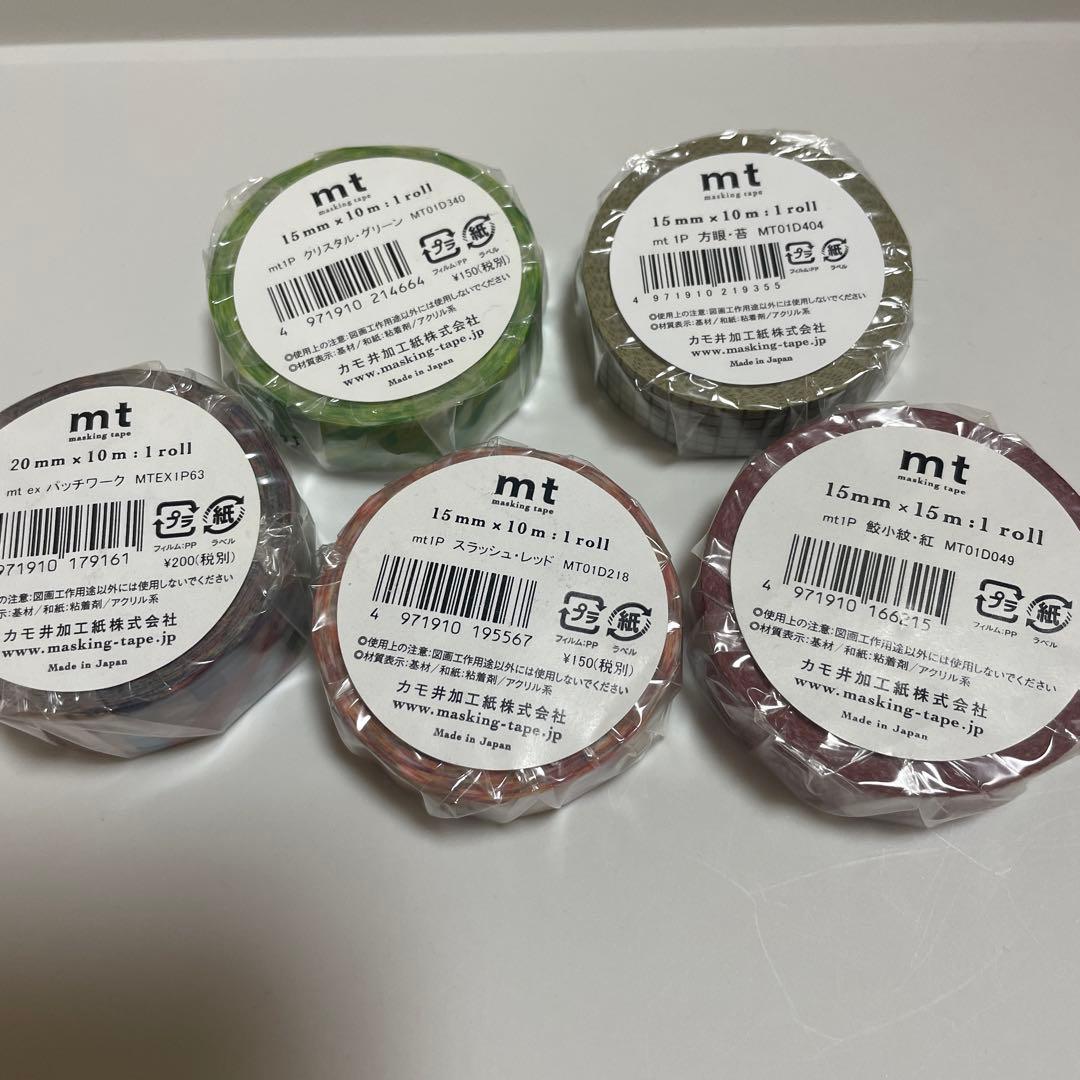 mt
masking tape
15mm×10m:1roll
mt1P クリスタル・グリーン MT01D340
プラ
紙
フィルム:PP
ラベル
¥150(税別)
4 971910 214664
◎使用上の注意:図画工作用途以外には使用しないでください
◎材質表示:基材/和紙:粘着剤/アクリル系
カモ井加工紙株式会社
www.masking-tape.jp
Made in Japan
mt
masking tape
15mm×10m:1roll
mt 1P 方眼・苔 MT01D404
プラ
紙
フィルム:PP
ラベル
4 971910 219355
◎使用上の注意:図画工作用途以外には使用しないでください
◎材質表示:基材/和紙:粘着剤/アクリル系
カモ井加工紙株式会社
www.masking-tape.jp
Made in Japan
mt
masking tape
20mm×10m:1roll
mt ex パッチワーク MTEX1P63
プラ
紙
フィルム:PP
ラベル
971910 179161
¥200(税別)
の注意:図画工作用途以外には使用しないでください
示:基材/和紙:粘着剤/アクリル系
カモ井加工紙株式会社
www.masking-tape.jp
Made in Japan
mt
masking tape
15mm×10m:1roll
mt1P スラッシュ・レッド MT01D218
プラ
紙
フィルム:PP
ラベル
4 971910 195567
¥150(税別)
◎使用上の注意:図画工作用途以外には使用しないでください
◎材質表示:基材/和紙:粘着剤/アクリル系
カモ井加工紙株式会社
www.masking-tape.jp
Made in Japan
mt
masking tape
15mm×15m:1roll
mt1P 鮫小紋・紅 MT01D049
プラ
紙
フィルム:PP
ラベル
4 971910 166215
◎使用上の注意:図画工作用途以外には使用しないでください
◎材質表示:基材/和紙:粘着剤/アクリル系
カモ井加工紙株式会社
www.masking-tape.jp
Made in Japan